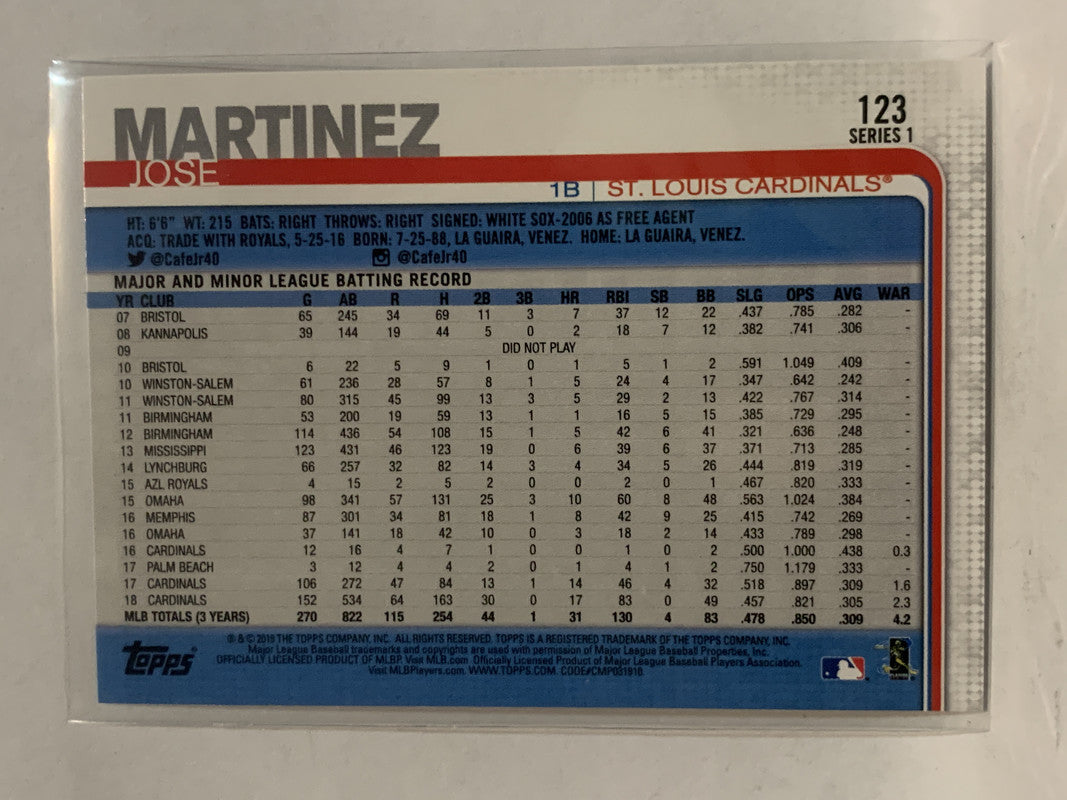 MARTINEZ
JOSE
123
SERIES 1
1B | ST. LOUIS CARDINALS®
HT: 6'6" WT: 215 BATS: RIGHT THROWS: RIGHT SIGNED: WHITE SOX-2006 AS FREE AGENT
ACQ: TRADE WITH ROYALS, 5-25-16 BORN: 7-25-88, LA GUAIRA, VENEZ. HOME: LA GUAIRA, VENEZ.
@CafeJr40 @CafeJr40
MAJOR AND MINOR LEAGUE BATTING RECORD
YR CLUB G AB R H 2B 3B HR RBI SB BB SLG OPS AVG WAR
07 BRISTOL 65 245 34 69 11 3 7 37 12 22 .437 .785 .282 -
08 KANNAPOLIS 39 144 19 44 5 0 2 18 7 12 .382 .741 .306 -
09 DID NOT PLAY
10 BRISTOL 6 22 5 9 1 0 1 5 1 2 .591 1.049 .409 -
10 WINSTON-SALEM 61 236 28 57 8 1 5 24 4 17 .347 .642 .242 -
11 WINSTON-SALEM 80 315 45 99 13 3 5 29 2 13 .422 .767 .314 -
11 BIRMINGHAM 53 200 19 59 13 1 1 16 5 15 .385 .729 .295 -
12 BIRMINGHAM 114 436 54 108 15 1 5 42 6 41 .321 .636 .248 -
13 MISSISSIPPI 123 431 46 123 19 0 6 39 6 37 .371 .713 .285 -
14 LYNCHBURG 66 257 32 82 14 3 4 34 5 26 .444 .819 .319 -
15 AZL ROYALS 4 15 2 5 2 0 0 2 0 1 .467 .820 .333 -
15 OMAHA 98 341 57 131 25 3 10 60 8 48 .563 1.024 .384 -
16 MEMPHIS 87 301 34 81 18 1 8 42 9 25 .415 .742 .269 -
16 OMAHA 37 141 18 42 10 0 3 18 2 14 .433 .789 .298 -
16 CARDINALS 12 16 4 7 1 0 0 1 0 2 .500 1.000 .438 0.3
17 PALM BEACH 3 12 4 4 2 0 1 4 1 2 .750 1.179 .333 -
17 CARDINALS 106 272 47 84 13 1 14 46 4 32 .518 .897 .309 1.6
18 CARDINALS 152 534 64 163 30 0 17 83 0 49 .457 .821 .305 2.3
MLB TOTALS (3 YEARS) 270 822 115 254 44 1 31 130 4 83 .478 .850 .309 4.2
topps
® & © 2019 THE TOPPS COMPANY, INC. ALL RIGHTS RESERVED. TOPPS IS A REGISTERED TRADEMARK OF THE TOPPS COMPANY, INC.
Major League Baseball trademarks and copyrights are used with permission of Major League Baseball Properties, Inc.
OFFICIALLY LICENSED PRODUCT OF MLBP. Visit MLB.com. Officially Licensed Product of Major League Baseball Players Association.
Visit MLBPlayers.com. WWW.TOPPS.COM. CODE#CMP031918.